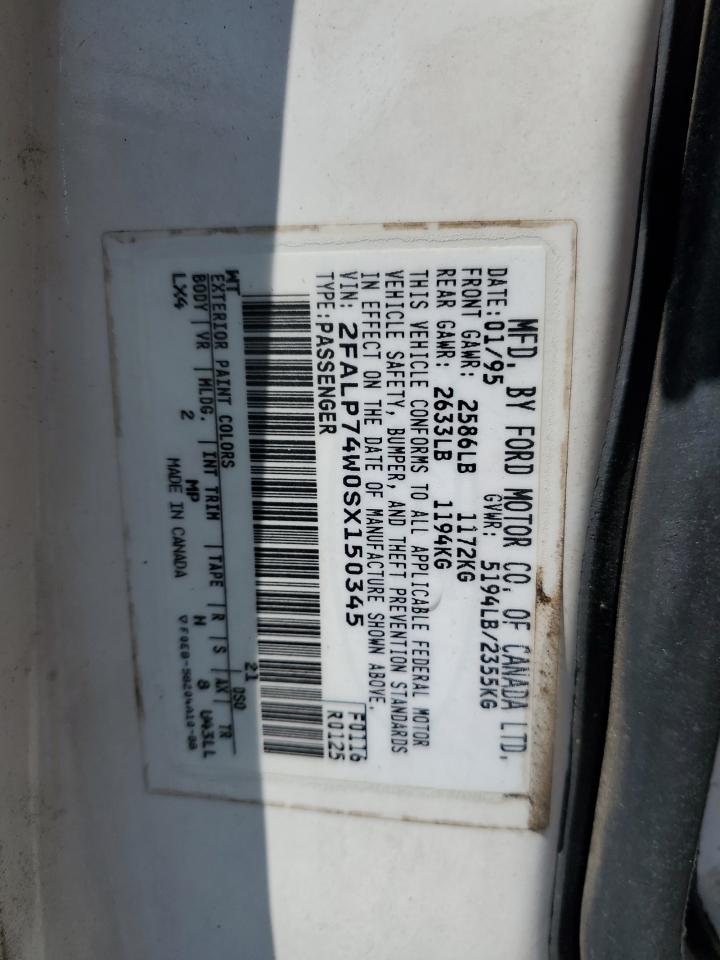 MFD. BY FORD MOTOR CO. OF CANADA LTD.
DATE: 01/95 GVWR: 5194LB/2355KG
FRONT GAWR: 2586LB 1172KG
REAR GAWR: 2633LB 1194KG
THIS VEHICLE CONFORMS TO ALL APPLICABLE FEDERAL MOTOR
VEHICLE SAFETY, BUMPER, AND THEFT PREVENTION STANDARDS
IN EFFECT ON THE DATE OF MANUFACTURE SHOWN ABOVE.
VIN: 2FALP74W0SX150345 F0116
TYPE: PASSENGER R0125
21
WT
EXTERIOR PAINT COLORS DSO
BODY VR MLDG. INT TRIM TAPE R S AX TR
LX4 2 MP M 8 U
MADE IN CANADA